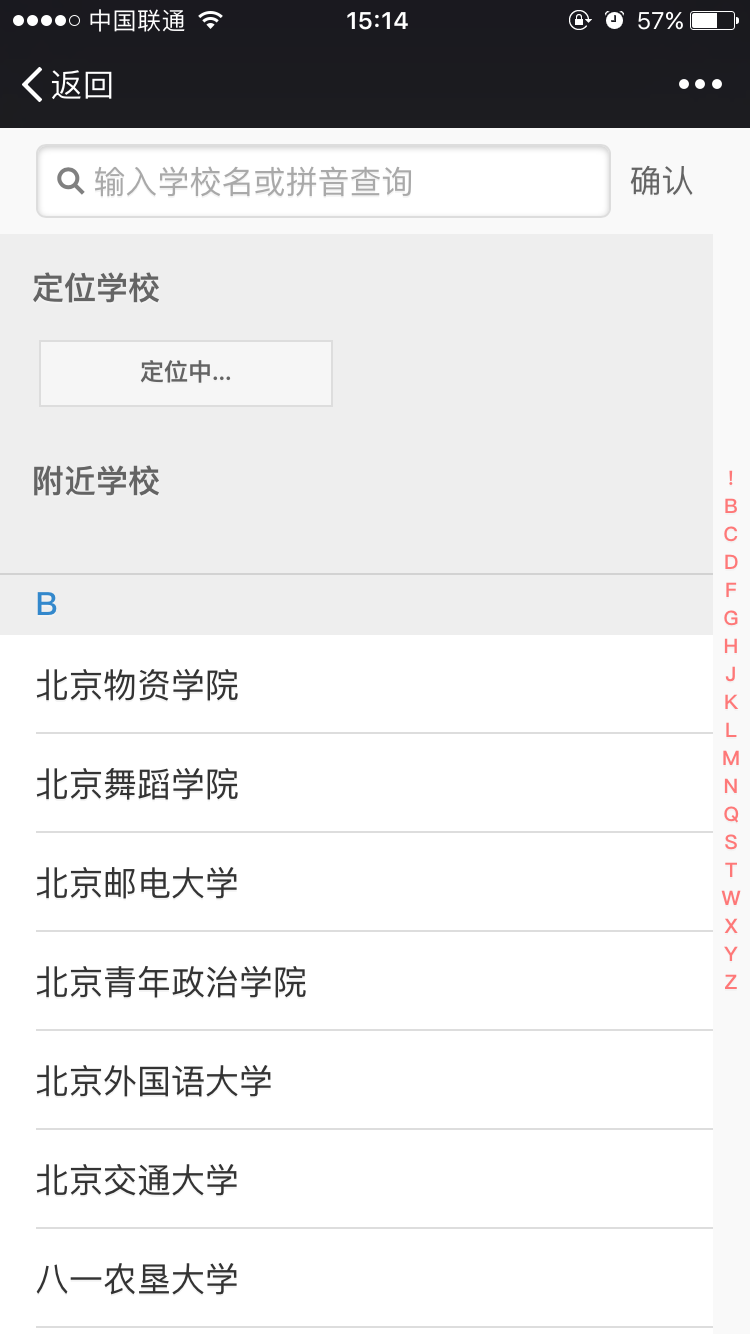 中国联通 15:14 57%
返回
输入学校名或拼音查询 确认
定位学校
定位中...
附近学校
B
北京物资学院
北京舞蹈学院
北京邮电大学
北京青年政治学院
北京外国语大学
北京交通大学
八一农垦大学
!
B
C
D
F
G
H
J
K
L
M
N
Q
S
T
W
X
Y
Z